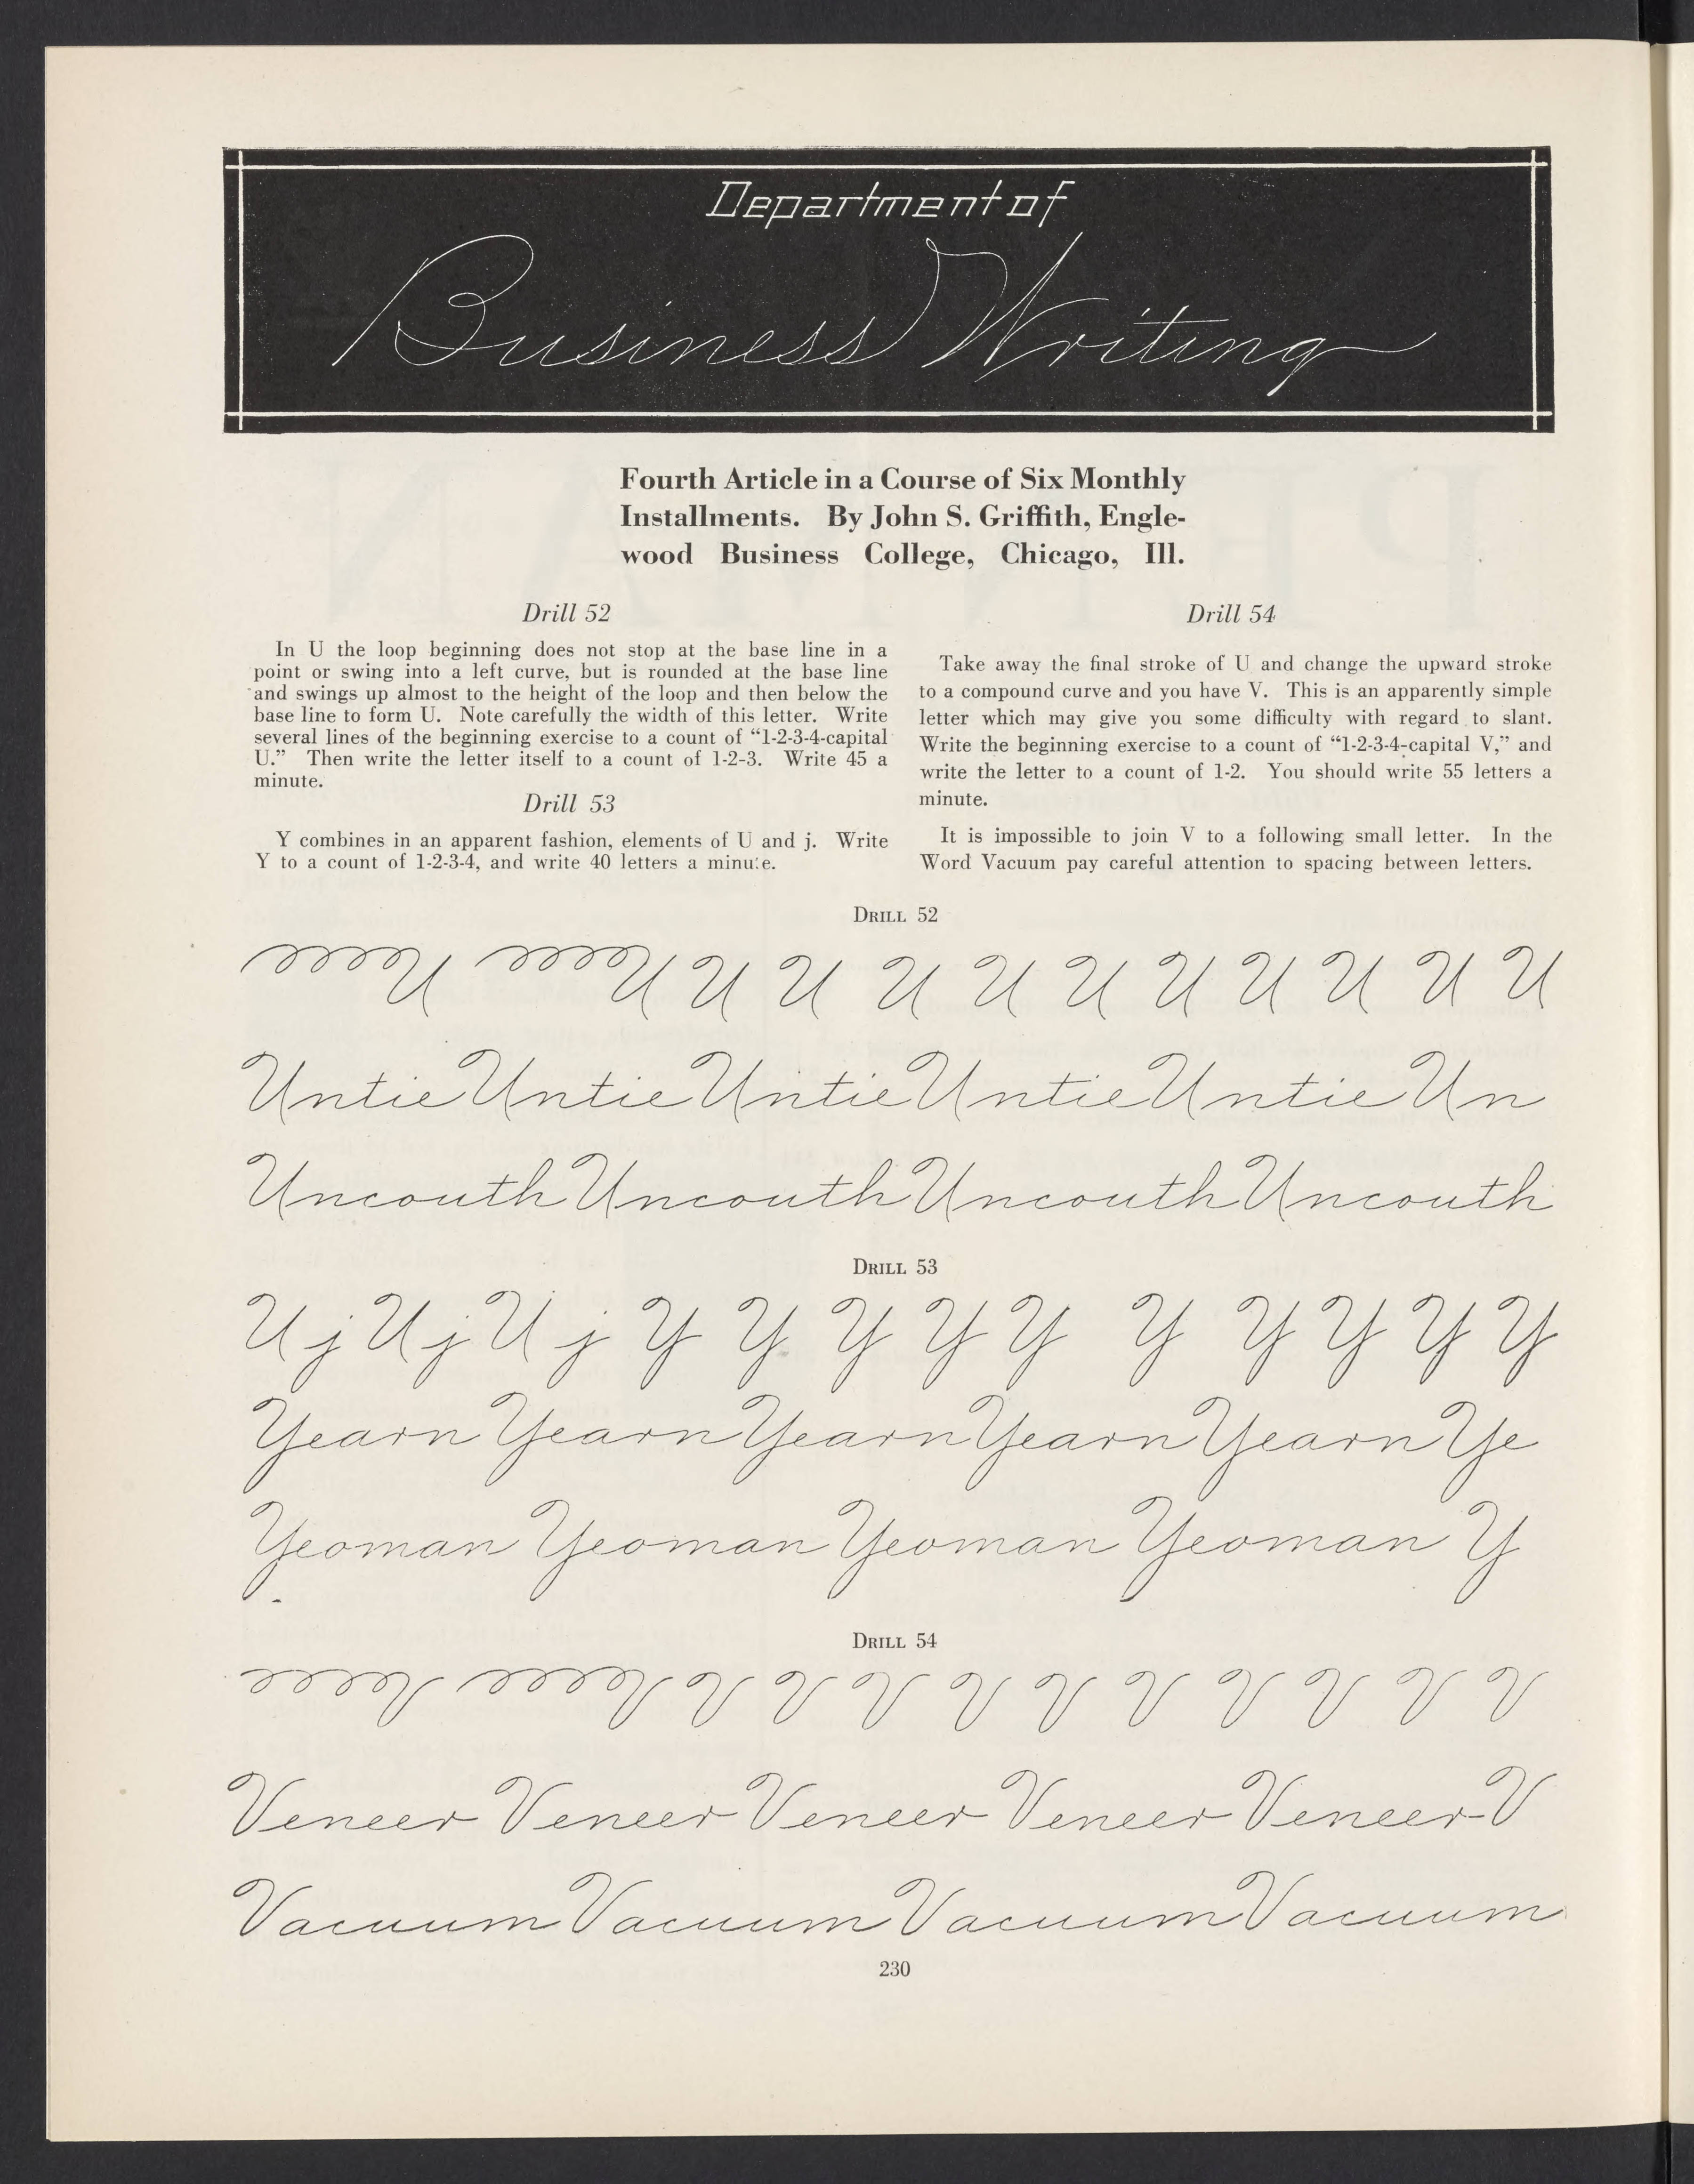 Department of
Business Writing
Fourth Article in a Course of Six Monthly
Installments. By John S. Griffith, Engle-
wood Business College, Chicago, Ill.
Drill 52
In U the loop beginning does not stop at the base line in a
point or swing into a left curve, but is rounded at the base line
and swings up almost to the height of the loop and then below the
base line to form U. Note carefully the width of this letter. Write
several lines of the beginning exercise to a count of “1-2-3-4-capital
U.” Then write the letter itself to a count of 1-2-3. Write 45 a
minute.
Drill 53
Y combines in an apparent fashion, elements of U and j. Write
Y to a count of 1-2-3-4, and write 40 letters a minute.
Drill 54
Take away the final stroke of U and change the upward stroke
to a compound curve and you have V. This is an apparently simple
letter which may give you some difficulty with regard to slant.
Write the beginning exercise to a count of “1-2-3-4-capital V,” and
write the letter to a count of 1-2. You should write 55 letters a
minute.
It is impossible to join V to a following small letter. In the
Word Vacuum pay careful attention to spacing between letters.
Drill 52
U U U U U U U U U U U U
Untie Untie Untie Untie Untie Un
Uncouth Uncouth Uncouth Uncouth
Drill 53
U j U j U j Y Y Y Y Y Y Y Y Y Y
Yearn Yearn Yearn Yearn Yearn Ye
Yeoman Yeoman Yeoman Yeoman Y
Drill 54
V V V V V V V V V V V V
Veneer Veneer Veneer Veneer Veneer V
Vacuum Vacuum Vacuum Vacuum
230